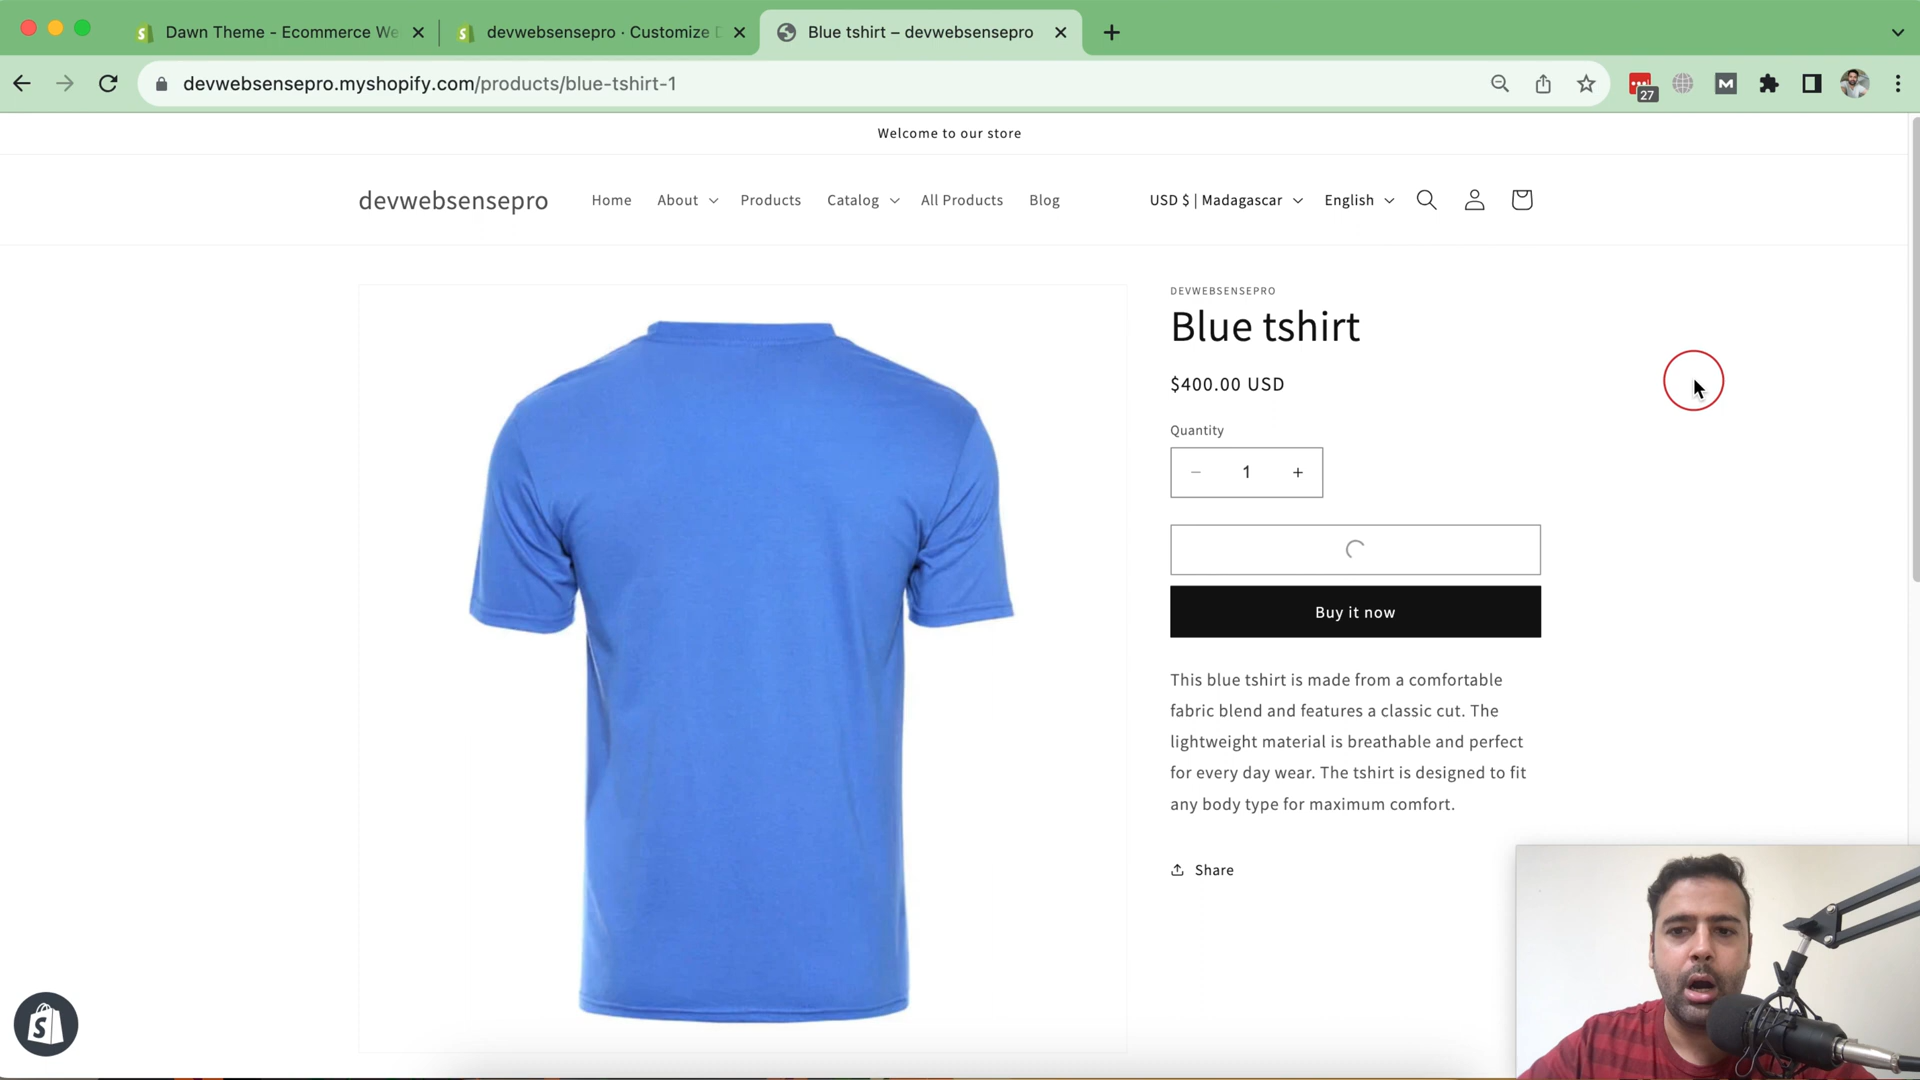 Dawn Theme - Ecommerce We
devwebsensepro · Customize D
Blue tshirt – devwebsensepro
devwebsensepro.myshopify.com/products/blue-tshirt-1
27
M
Welcome to our store
devwebsensepro
Home
About
Products
Catalog
All Products
Blog
USD $ | Madagascar
English
DEVWEBSENSEPRO
Blue tshirt
$400.00 USD
Quantity
− 1 +
Buy it now
This blue tshirt is made from a comfortable
fabric blend and features a classic cut. The
lightweight material is breathable and perfect
for every day wear. The tshirt is designed to fit
any body type for maximum comfort.
Share